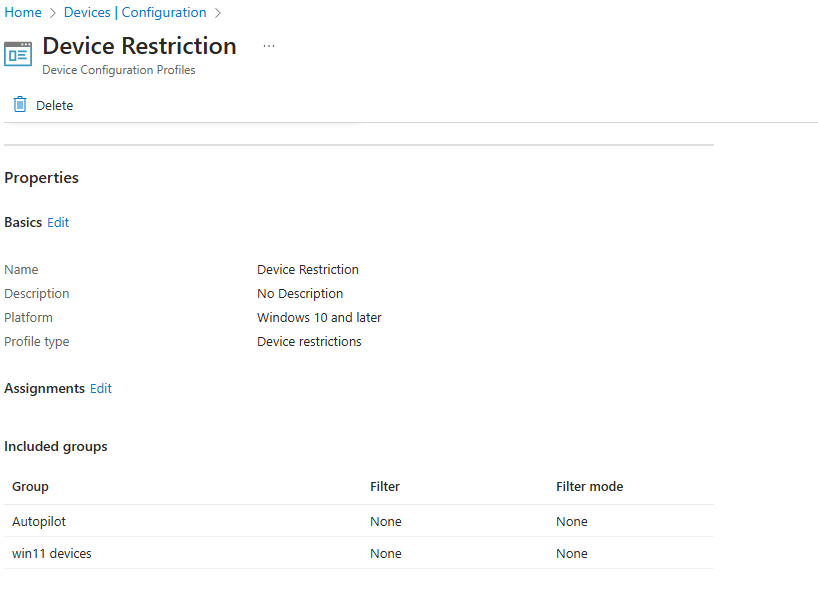 Home > Devices | Configuration >
Device Restriction ...
Device Configuration Profiles
Delete
Properties
Basics Edit
Name Device Restriction
Description No Description
Platform Windows 10 and later
Profile type Device restrictions
Assignments Edit
Included groups
Group Filter Filter mode
Autopilot None None
win11 devices None None